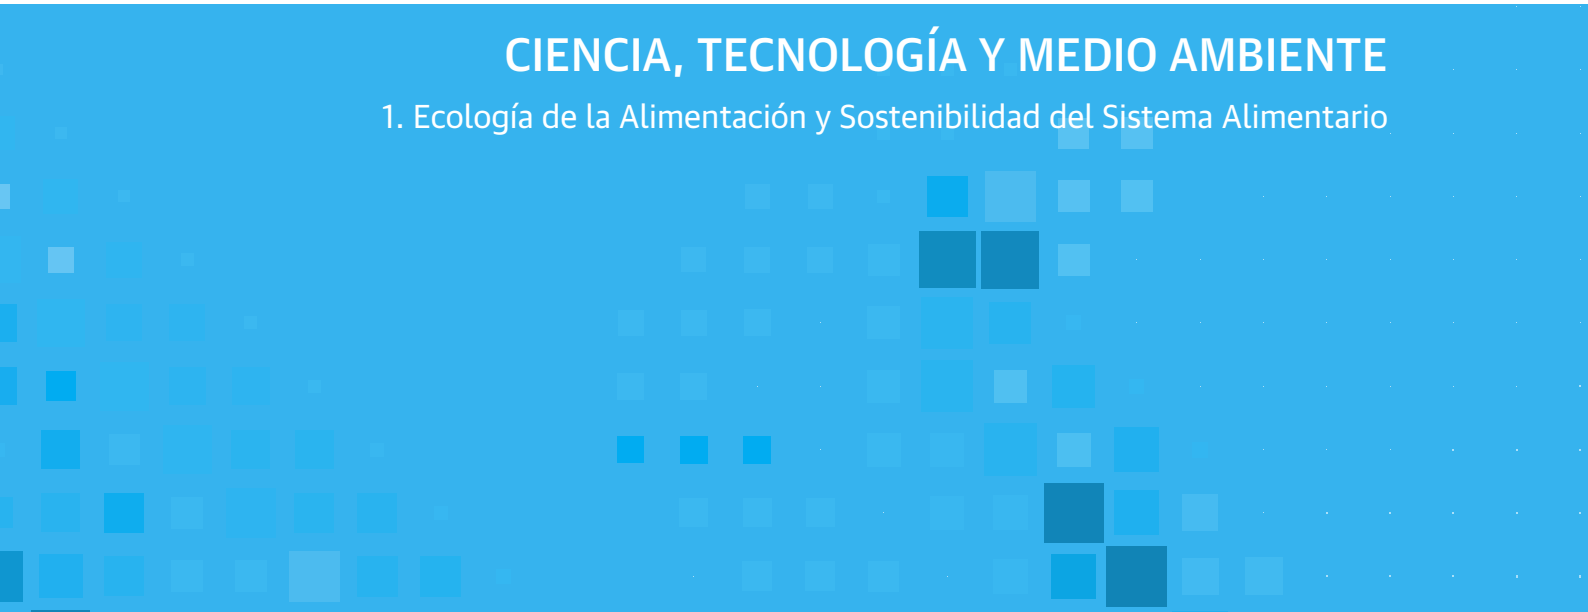 CIENCIA, TECNOLOGÍA Y MEDIO AMBIENTE
1. Ecología de la Alimentación y Sostenibilidad del Sistema Alimentario